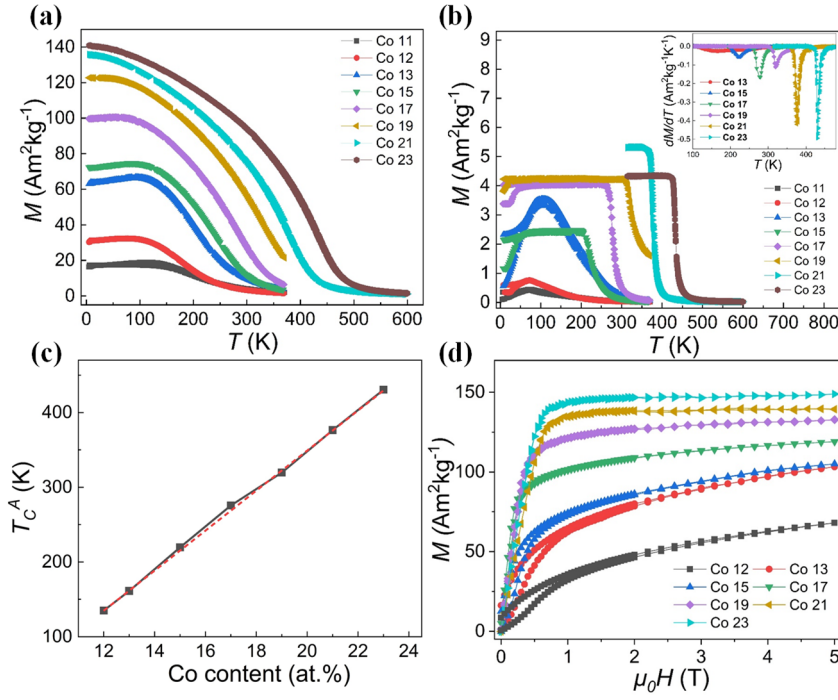 (a)
140
120
100
80
60
40
20
0
M (Am²kg⁻¹)
0 100 200 300 400 500 600
T (K)
Co 11
Co 12
Co 13
Co 15
Co 17
Co 19
Co 21
Co 23
(b)
9
8
7
6
5
4
3
2
1
0
M (Am²kg⁻¹)
0 100 200 300 400 500 600 700 800
T (K)
Co 11
Co 12
Co 13
Co 15
Co 17
Co 19
Co 21
Co 23
0.0
-0.1
-0.2
-0.3
-0.4
-0.5
dM/dT (Am²kg⁻¹K⁻¹)
100 200 300 400
T (K)
Co 13
Co 15
Co 17
Co 19
Co 21
Co 23
(c)
400
300
200
100
T_C^A (K)
12 14 16 18 20 22 24
Co content (at.%)
(d)
150
100
50
0
M (Am²kg⁻¹)
0 1 2 3 4 5
μ₀H (T)
Co 12 Co 13
Co 15 Co 17
Co 19 Co 21
Co 23